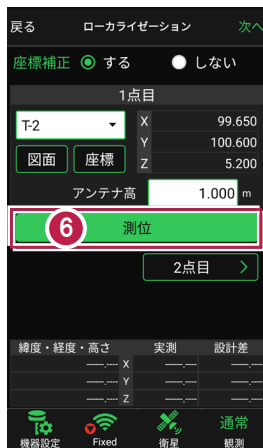 戻る ローカライゼーション 次へ
座標補正 する しない
1点目
T-2 X 99.650
Y 100.600
図面 座標 Z 5.200
アンテナ高 1.000 m
6 測位
2点目 >
緯度・経度・高さ 実測 設計差
-----.--- X -----.--- -----.---
-----.--- Y -----.--- -----.---
-----.--- Z -----.--- -----.---
通常
機器設定 Fixed 衛星 観測